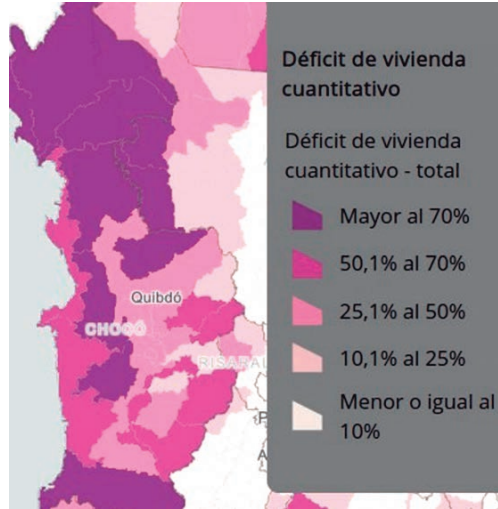 Déficit de vivienda
cuantitativo
Déficit de vivienda
cuantitativo - total
Mayor al 70%
50,1% al 70%
25,1% al 50%
10,1% al 25%
Menor o igual al
10%
Quibdó
CHOCÓ
RISARAL
P
A